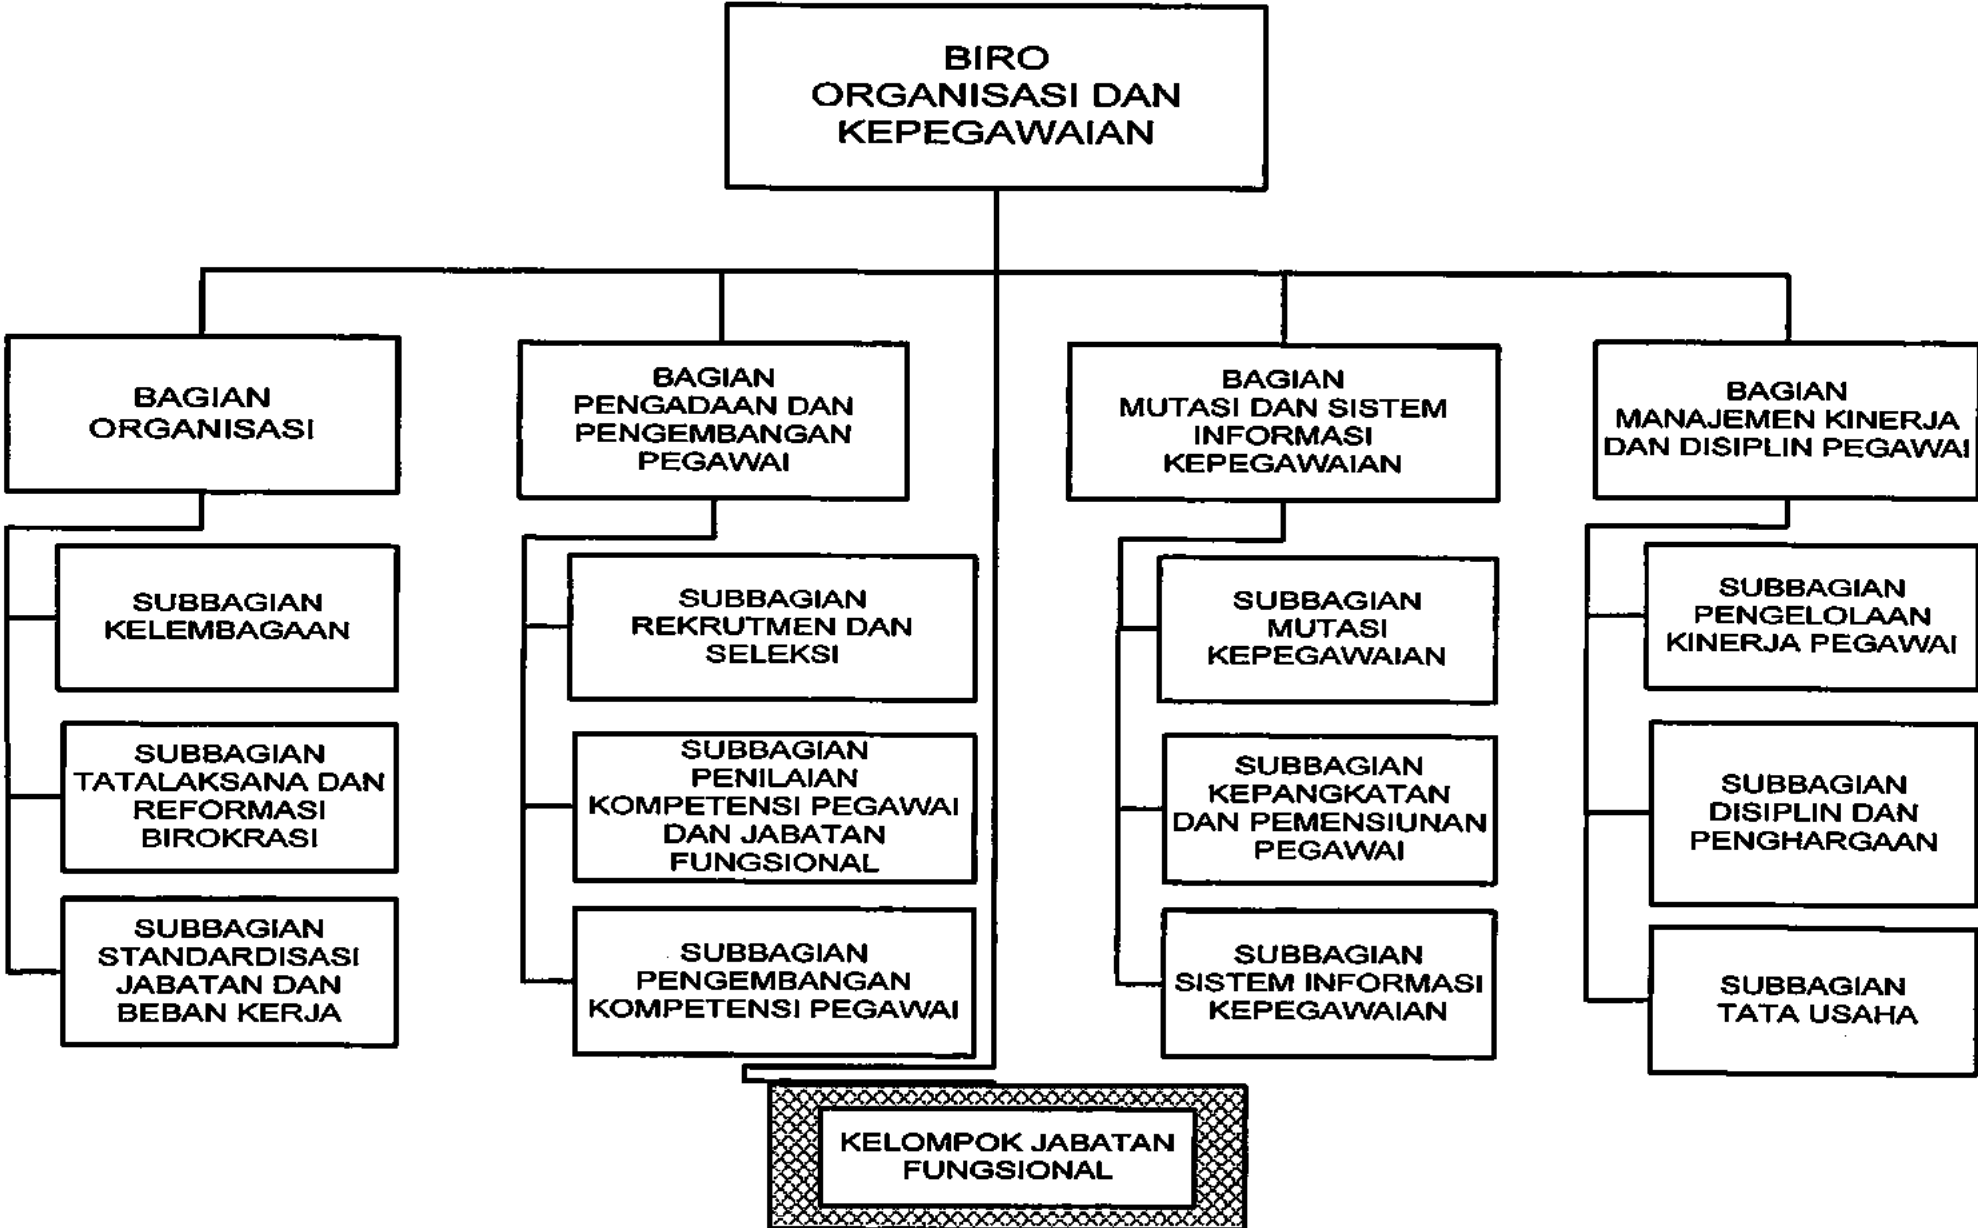 BIRO
ORGANISASI DAN
KEPEGAWAIAN
BAGIAN
ORGANISASI
BAGIAN
PENGADAAN DAN
PENGEMBANGAN
PEGAWAI
BAGIAN
MUTASI DAN SISTEM
INFORMASI
KEPEGAWAIAN
BAGIAN
MANAJEMEN KINERJA
DAN DISIPLIN PEGAWAI
SUBBAGIAN
KELEMBAGAAN
SUBBAGIAN
REKRUTMEN DAN
SELEKSI
SUBBAGIAN
MUTASI
KEPEGAWAIAN
SUBBAGIAN
PENGELOLAAN
KINERJA PEGAWAI
SUBBAGIAN
TATALAKSANA DAN
REFORMASI
BIROKRASI
SUBBAGIAN
PENILAIAN
KOMPETENSI PEGAWAI
DAN JABATAN
FUNGSIONAL
SUBBAGIAN
KEPANGKATAN
DAN PEMENSIUNAN
PEGAWAI
SUBBAGIAN
DISIPLIN DAN
PENGHARGAAN
SUBBAGIAN
STANDARDISASI
JABATAN DAN
BEBAN KERJA
SUBBAGIAN
PENGEMBANGAN
KOMPETENSI PEGAWAI
SUBBAGIAN
SISTEM INFORMASI
KEPEGAWAIAN
SUBBAGIAN
TATA USAHA
KELOMPOK JABATAN
FUNGSIONAL